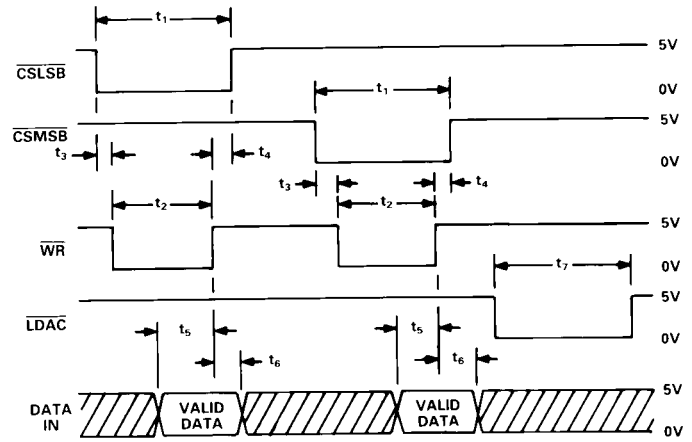 t₁
5V
CSLSB
0V
t₁
5V
CSMSB
t₃
t₄
0V
t₂
t₃
t₂
t₄
5V
WR
0V
t₇
5V
LDAC
0V
t₅
t₆
t₅
t₆
5V
DATA IN
VALID DATA
VALID DATA
0V